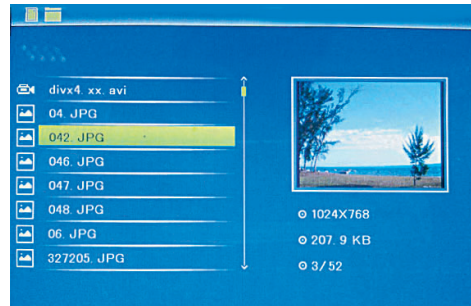 divx4. xx. avi
04. JPG
042. JPG
046. JPG
047. JPG
048. JPG
06. JPG
327205. JPG
1024X768
207. 9 KB
3/52